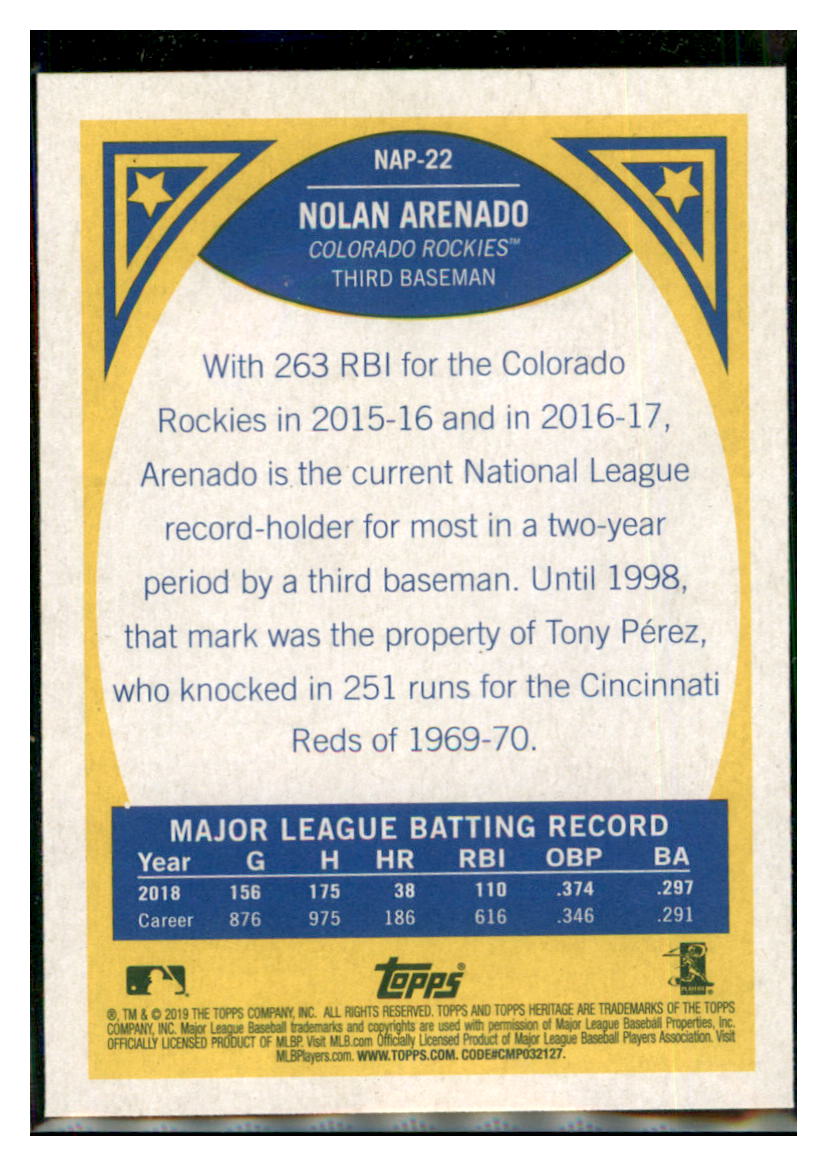 NAP-22
NOLAN ARENADO
COLORADO ROCKIES™
THIRD BASEMAN
With 263 RBI for the Colorado
Rockies in 2015-16 and in 2016-17,
Arenado is the current National League
record-holder for most in a two-year
period by a third baseman. Until 1998,
that mark was the property of Tony Pérez,
who knocked in 251 runs for the Cincinnati
Reds of 1969-70.
MAJOR LEAGUE BATTING RECORD
Year G H HR RBI OBP BA
2018 156 175 38 110 .374 .297
Career 876 975 186 616 .346 .291
Topps®
®, TM & © 2019 THE TOPPS COMPANY, INC. ALL RIGHTS RESERVED. TOPPS AND TOPPS HERITAGE ARE TRADEMARKS OF THE TOPPS
COMPANY, INC. Major League Baseball trademarks and copyrights are used with permission of Major League Baseball Properties, Inc.
OFFICIALLY LICENSED PRODUCT OF MLBP. Visit MLB.com Officially Licensed Product of Major League Baseball Players Association. Visit
MLBPlayers.com. WWW.TOPPS.COM. CODE#CMP032127.